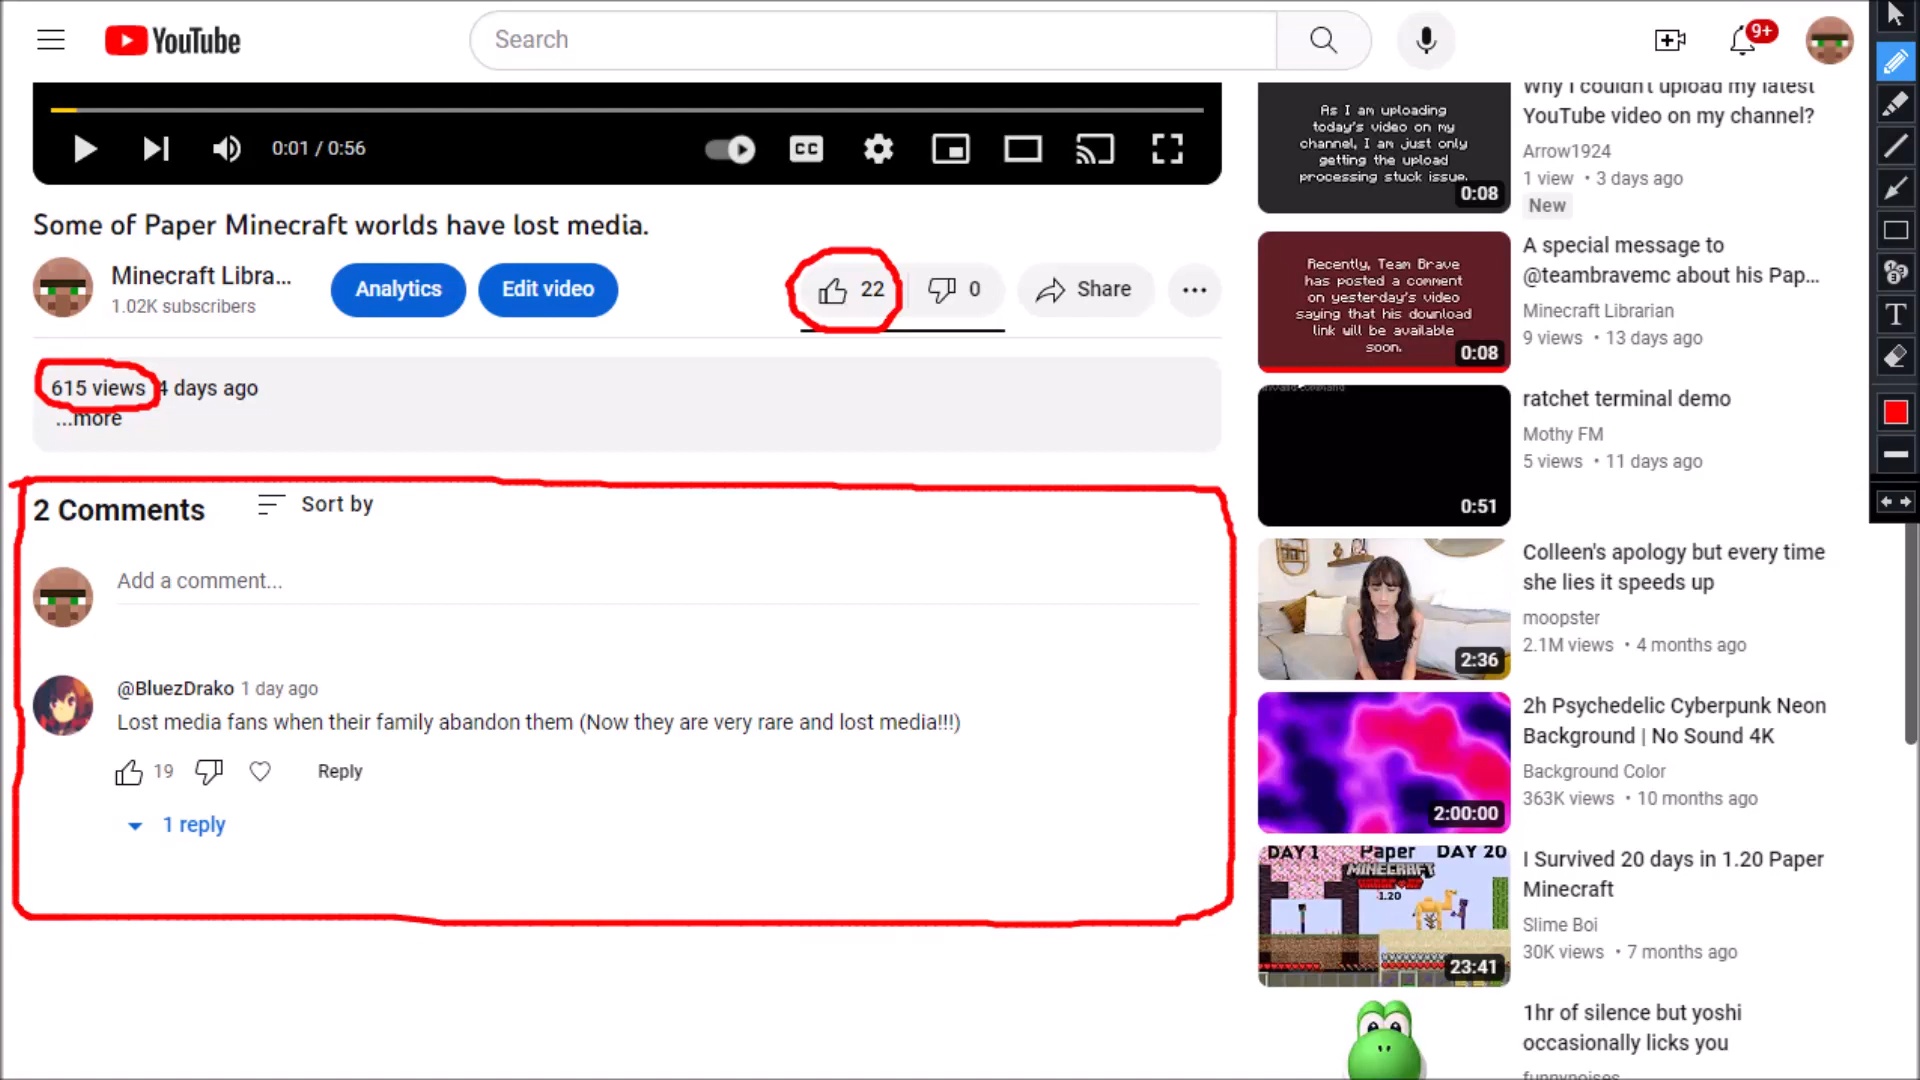 YouTube
Search
9+
0:01 / 0:56
CC
Some of Paper Minecraft worlds have lost media.
Minecraft Libra...
1.02K subscribers
Analytics
Edit video
22
0
Share
615 views 4 days ago
...more
2 Comments
Sort by
Add a comment...
@BluezDrako 1 day ago
Lost media fans when their family abandon them (Now they are very rare and lost media!!!)
19
Reply
1 reply
As I am uploading
today's video on my
channel, I am just only
getting the upload
processing stuck issue.
0:08
Why I couldn't upload my latest
YouTube video on my channel?
Arrow1924
1 view • 3 days ago
New
Recently, Team Brave
has posted a comment
on yesterday's video
saying that his download
link will be available
soon.
0:08
A special message to
@teambravemc about his Pap...
Minecraft Librarian
9 views • 13 days ago
0:51
ratchet terminal demo
Mothy FM
5 views • 11 days ago
2:36
Colleen's apology but every time
she lies it speeds up
moopster
2.1M views • 4 months ago
2:00:00
2h Psychedelic Cyberpunk Neon
Background | No Sound 4K
Background Color
363K views • 10 months ago
DAY 1 Paper DAY 20
MINECRAFT
1.20
23:41
I Survived 20 days in 1.20 Paper
Minecraft
Slime Boi
30K views • 7 months ago
1hr of silence but yoshi
occasionally licks you
funnynoises
T